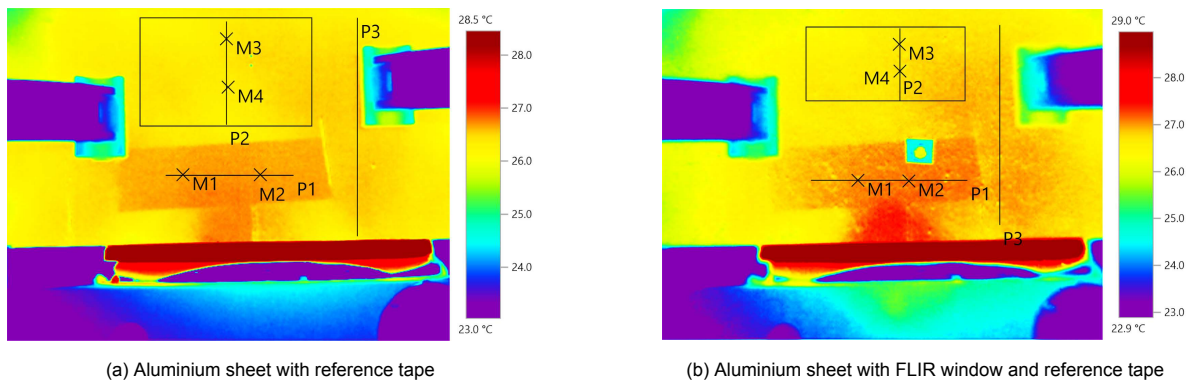 28.5 °C
P3
M3
28.0
M4
27.0
P2
26.0
M1
M2
P1
25.0
24.0
23.0 °C
(a) Aluminium sheet with reference tape
29.0 °C
M3
M4
P2
28.0
27.0
26.0
M1
M2
P1
25.0
P3
24.0
23.0
22.9 °C
(b) Aluminium sheet with FLIR window and reference tape